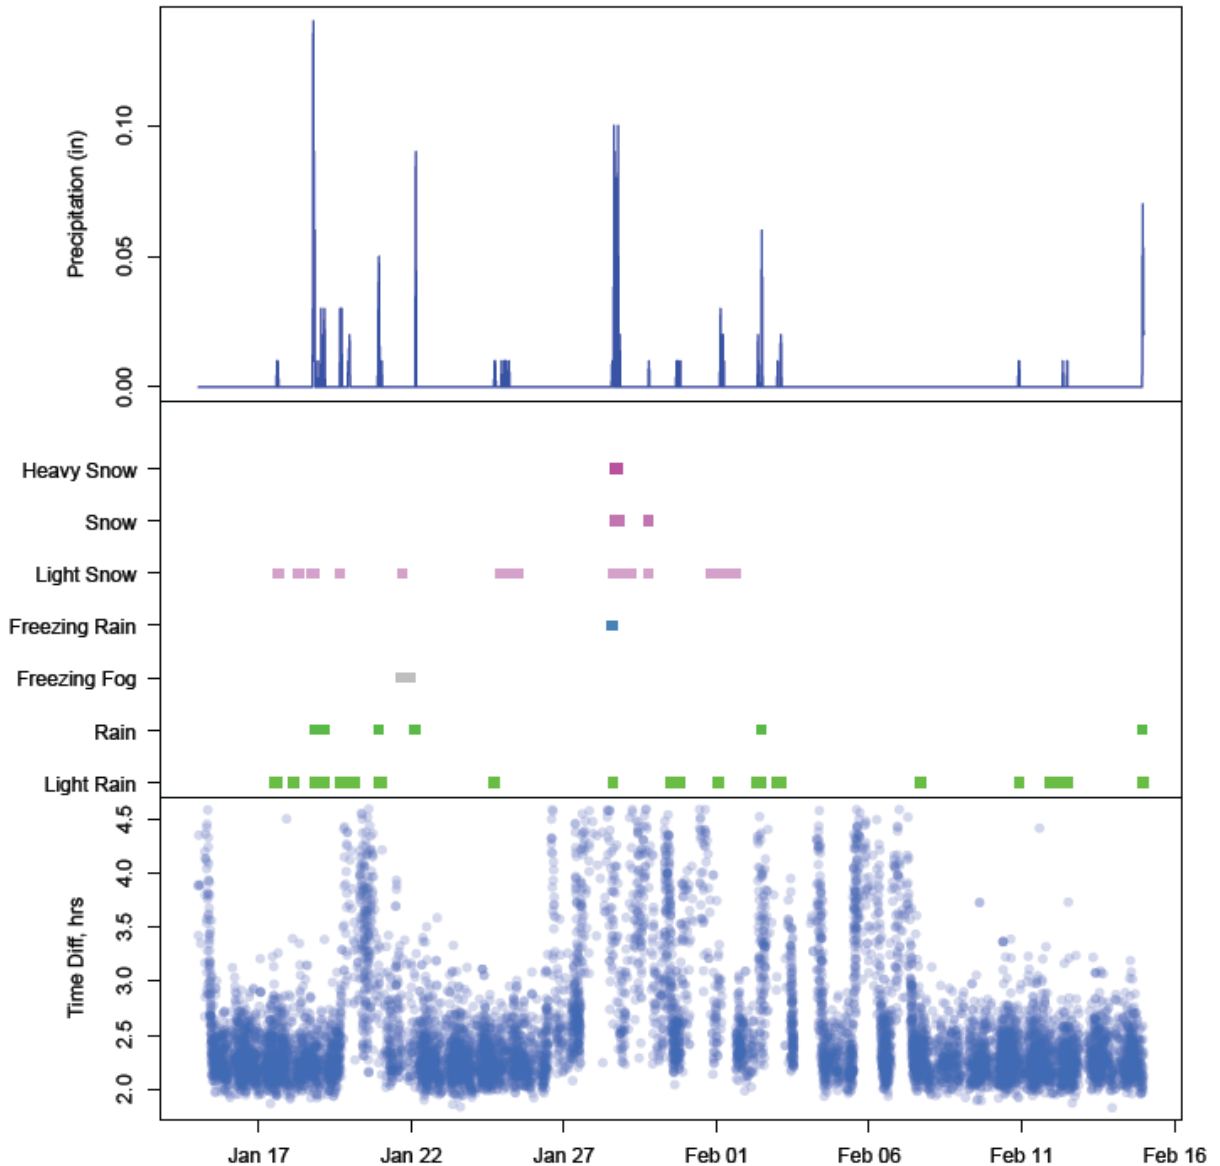 Precipitation (in)
0.10
0.05
0.00
Heavy Snow
Snow
Light Snow
Freezing Rain
Freezing Fog
Rain
Light Rain
Time Diff, hrs
4.5
4.0
3.5
3.0
2.5
2.0
Jan 17 Jan 22 Jan 27 Feb 01 Feb 06 Feb 11 Feb 16